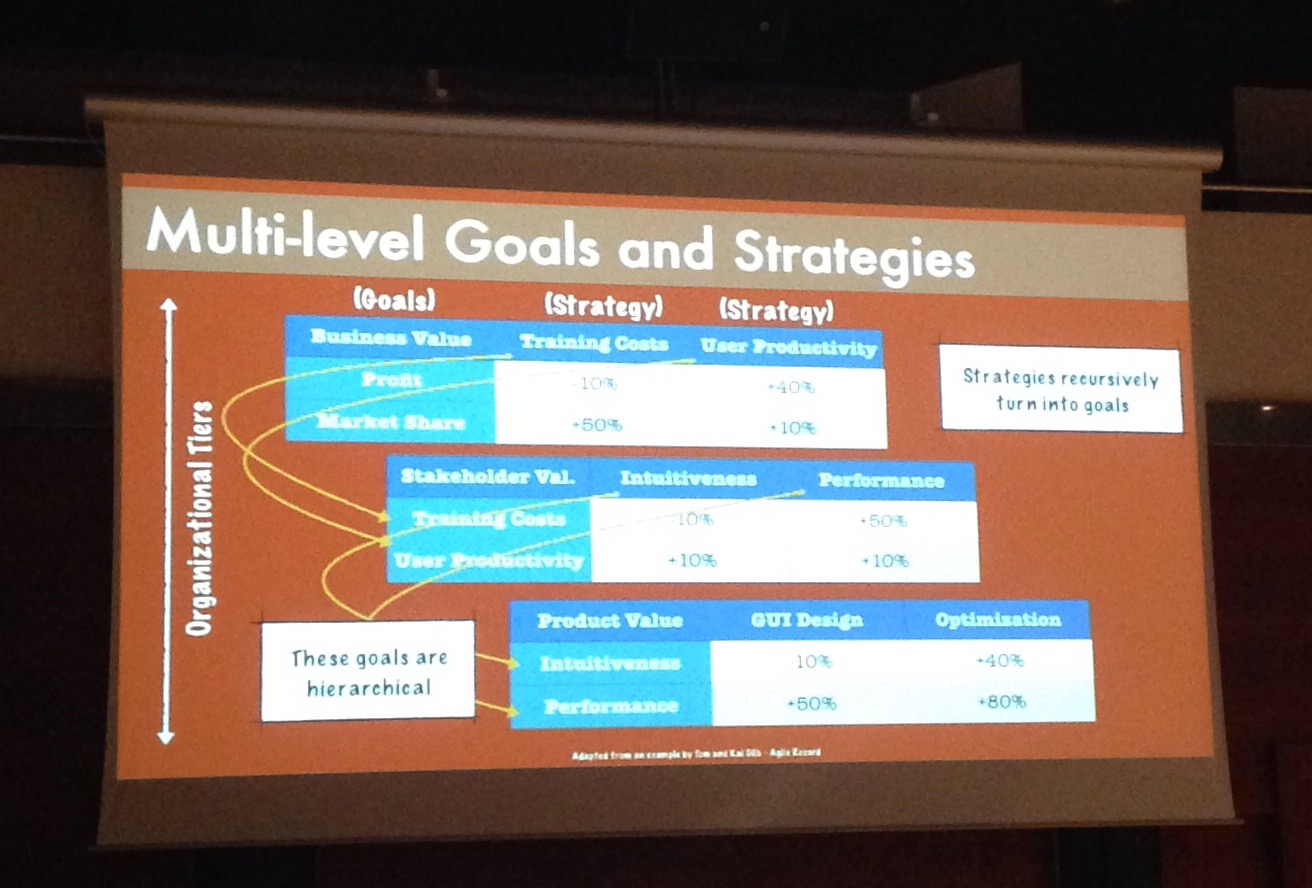 Multi-level Goals and Strategies
(Goals) (Strategy) (Strategy)
Business Value Training Costs User Productivity
Profit -10% +40%
Market Share +50% +10%
Strategies recursively
turn into goals
Organizational Tiers
Stakeholder Val. Intuitiveness Performance
Training Costs -10% +50%
User Productivity +10% +10%
These goals are
hierarchical
Product Value GUI Design Optimization
Intuitiveness -10% +40%
Performance +50% +80%
Adapted from an example by Tom and Kai Gilb - Agile Record